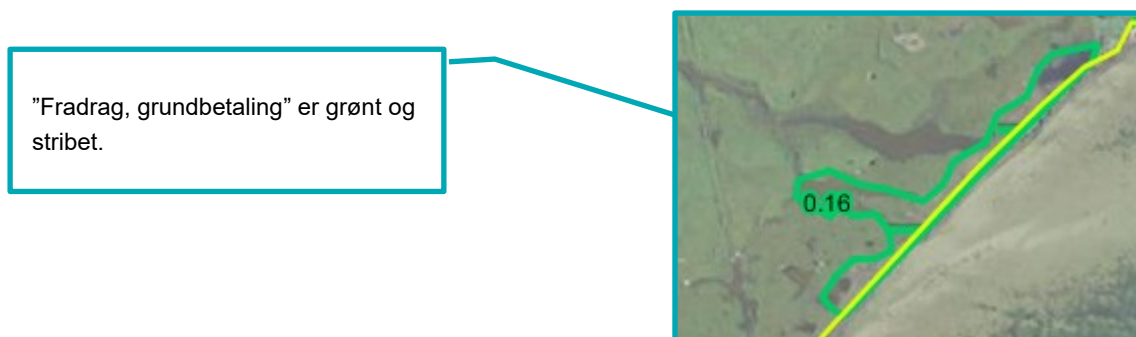 ”Fradrag, grundbetaling” er grønt og
stribet.
0.16